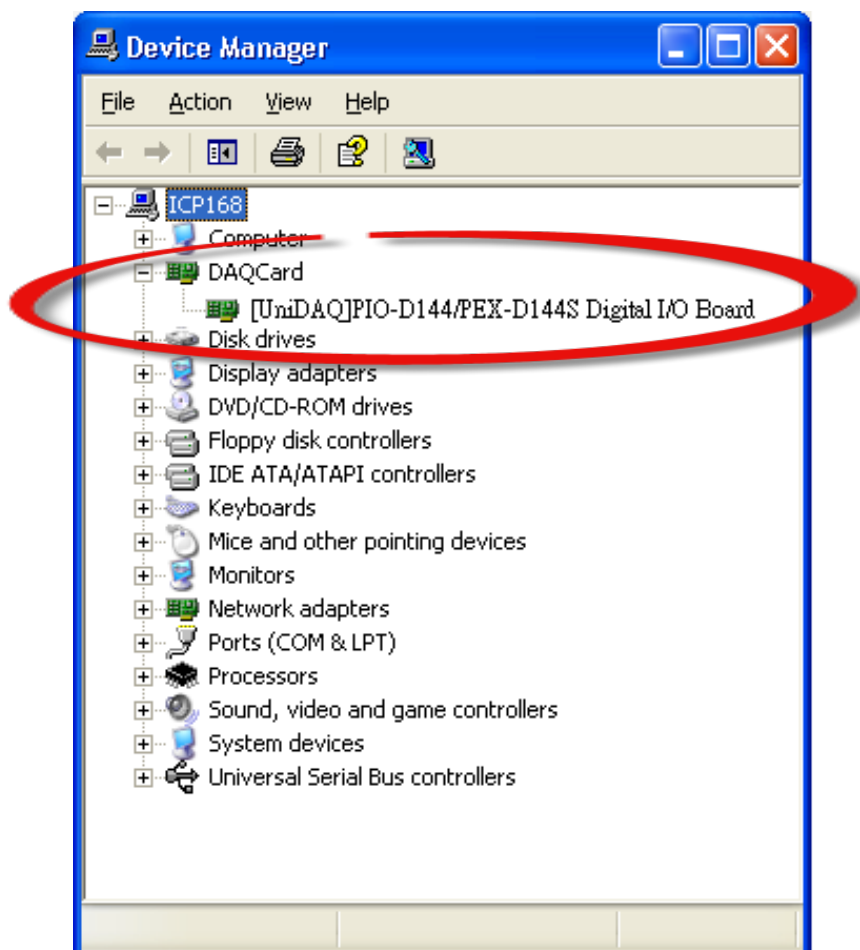 Device Manager
File Action View Help
ICP168
Computer
DAQCard
[UniDAQ]PIO-D144/PEX-D144S Digital I/O Board
Disk drives
Display adapters
DVD/CD-ROM drives
Floppy disk controllers
IDE ATA/ATAPI controllers
Keyboards
Mice and other pointing devices
Monitors
Network adapters
Ports (COM & LPT)
Processors
Sound, video and game controllers
System devices
Universal Serial Bus controllers